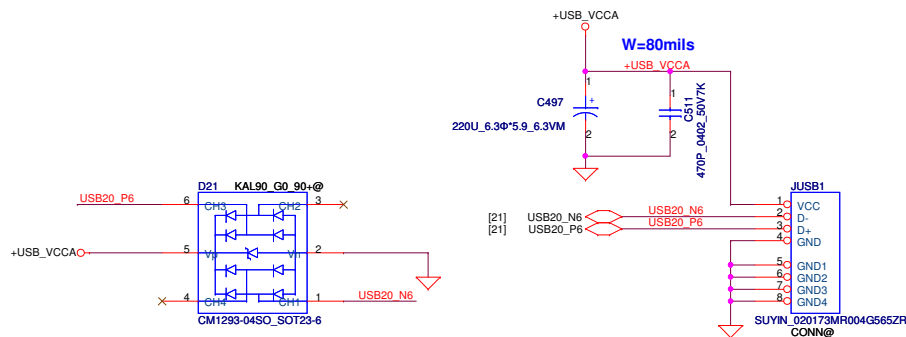 +USB_VCCA
W=80mils
+USB_VCCA
1
C497
+
220U_6.3Φ*5.9_6.3VM
2
1
C511
470P_0402_50V7K
2
D21 KAL90_G0_90+@
USB20_P6
6
CH3
CH2
3
+USB_VCCA
5
Vp
Vn
2
4
CH4
CH1
1
USB20_N6
CM1293-04SO_SOT23-6
JUSB1
1
VCC
[21] USB20_N6
USB20_N6
2
D-
[21] USB20_P6
USB20_P6
3
D+
4
GND
5
GND1
6
GND2
7
GND3
8
GND4
SUYIN_020173MR004G565ZR
CONN@